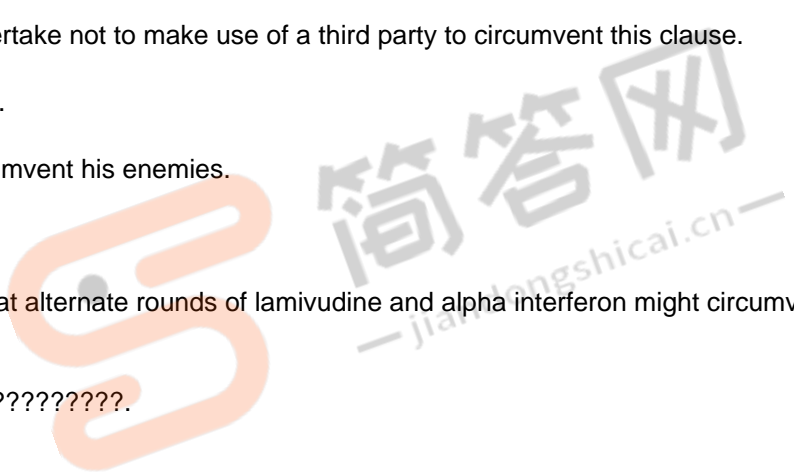 ertake not to make use of a third party to circumvent this clause.
.
mvent his enemies.
简答网
jiandongshicai.cn
at alternate rounds of lamivudine and alpha interferon might circumv
?????????.